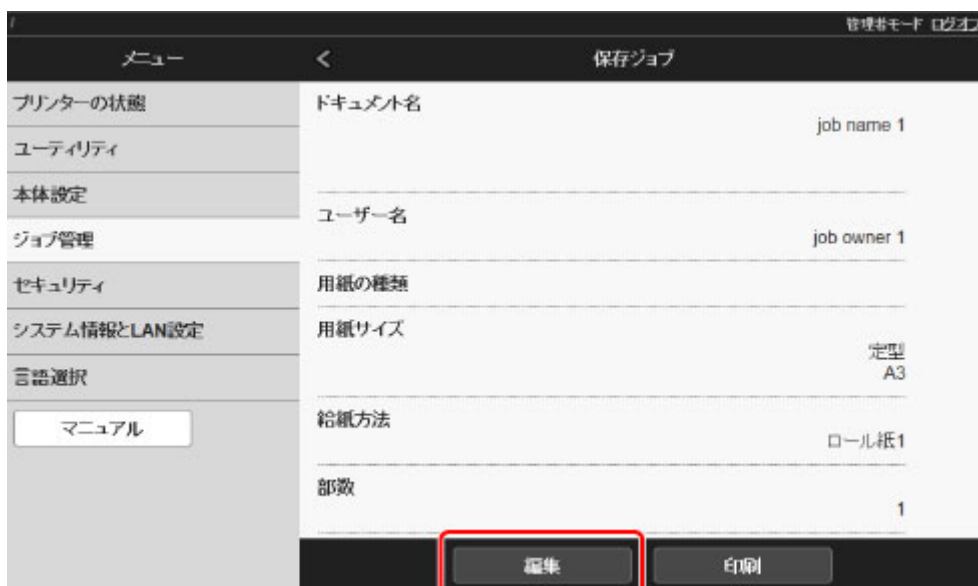 管理者モード ログオフ
メニュー
保存ジョブ
プリンターの状態
ユーティリティ
本体設定
ジョブ管理
セキュリティ
システム情報とLAN設定
言語選択
マニュアル
ドキュメント名
job name 1
ユーザー名
job owner 1
用紙の種類
用紙サイズ
定型
A3
給紙方法
ロール紙1
部数
1
編集
印刷